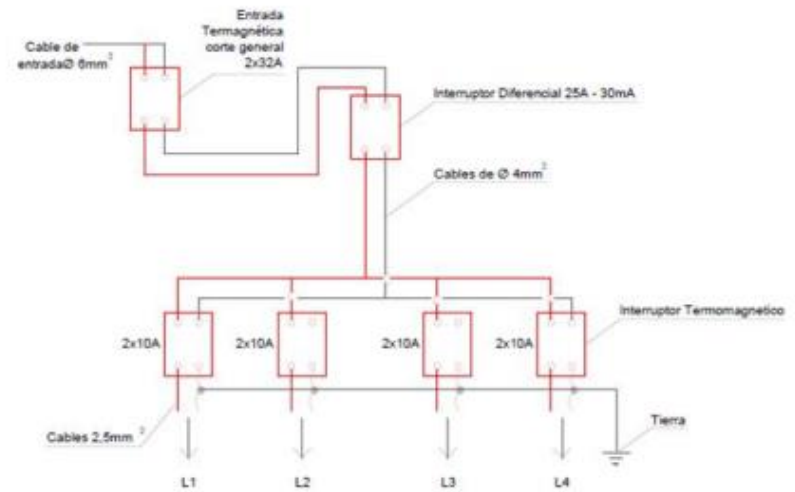 Entrada
Termagnética
corte general
2x32A
Cable de
entradaØ 6mm²
Interruptor Diferencial 25A - 30mA
Cables de Ø 4mm²
Interruptor Termomagnetico
2x10A
2x10A
2x10A
2x10A
Cables 2,5mm²
Tierra
L1
L2
L3
L4